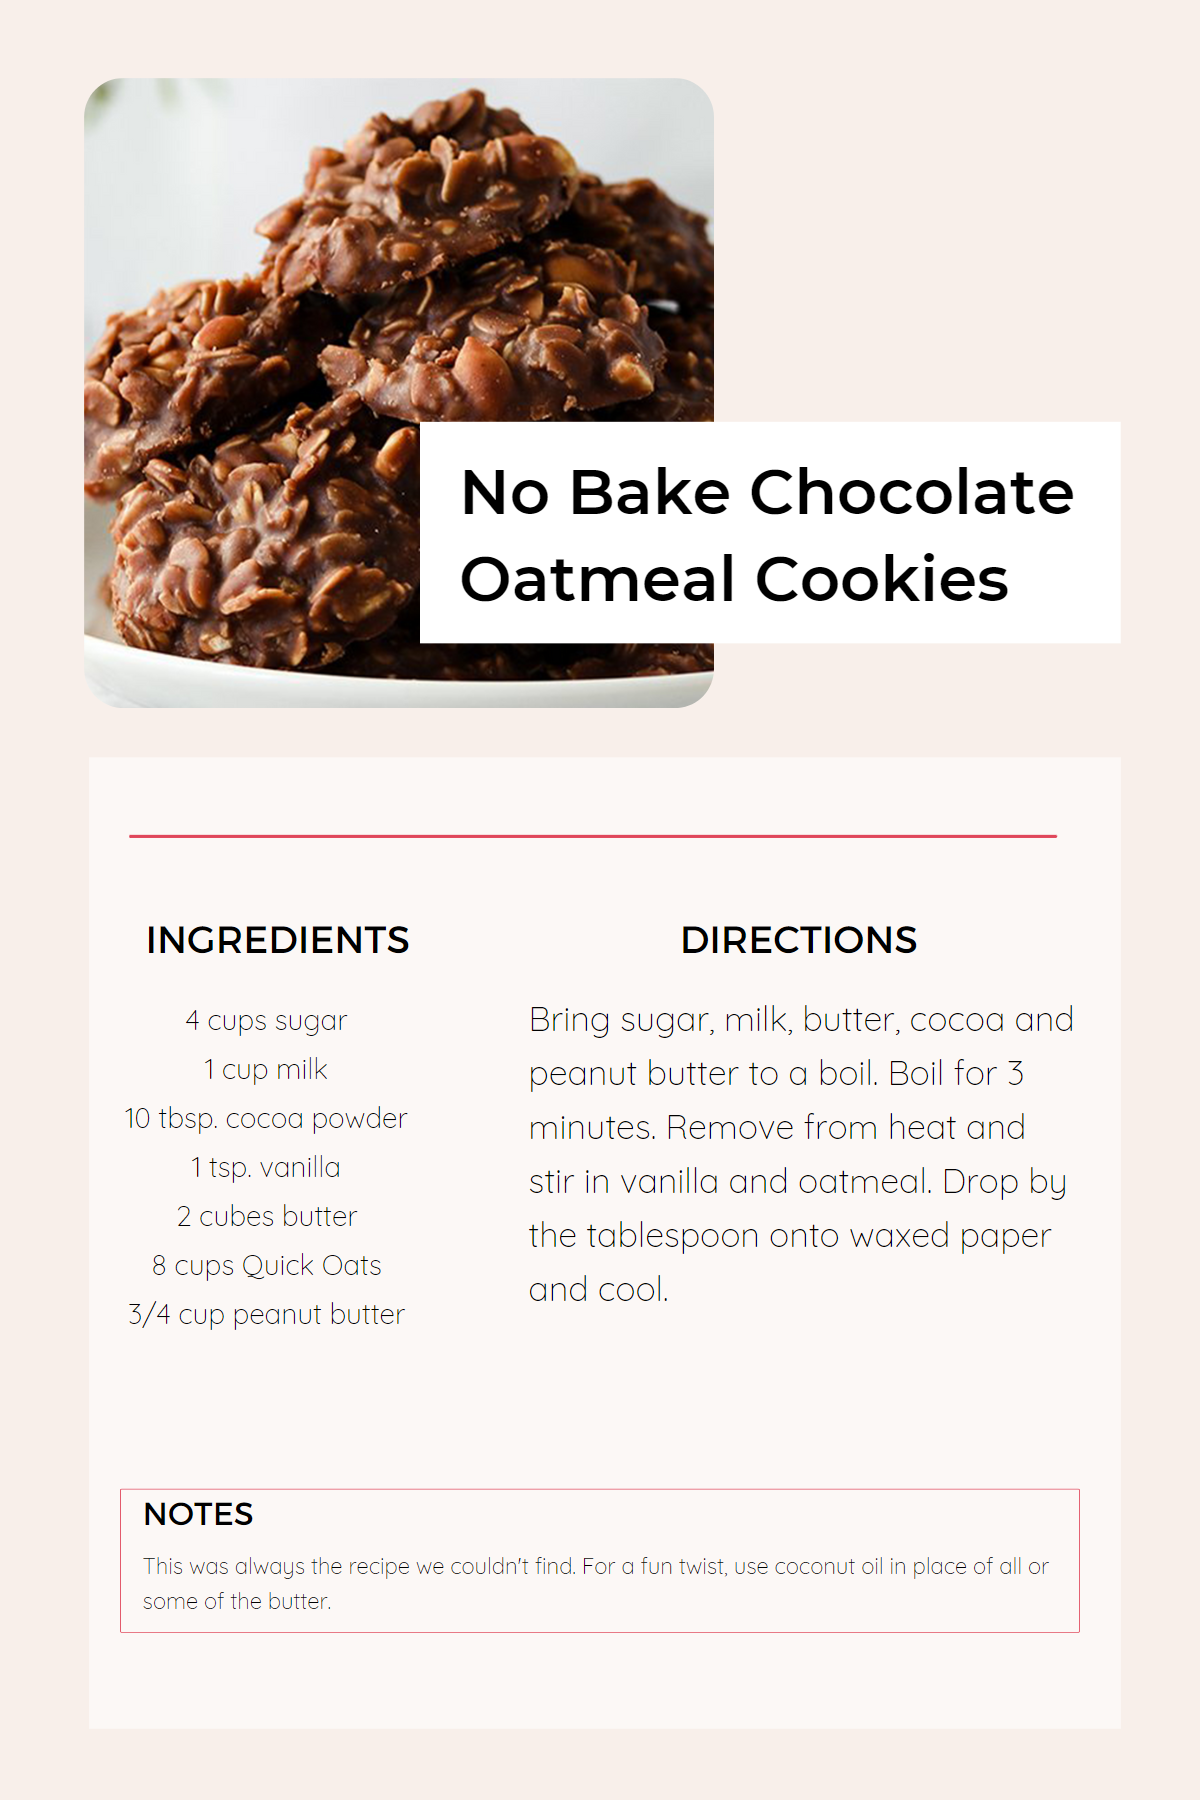 No Bake Chocolate
Oatmeal Cookies
INGREDIENTS
4 cups sugar
1 cup milk
10 tbsp. cocoa powder
1 tsp. vanilla
2 cubes butter
8 cups Quick Oats
3/4 cup peanut butter
DIRECTIONS
Bring sugar, milk, butter, cocoa and
peanut butter to a boil. Boil for 3
minutes. Remove from heat and
stir in vanilla and oatmeal. Drop by
the tablespoon onto waxed paper
and cool.
NOTES
This was always the recipe we couldn't find. For a fun twist, use coconut oil in place of all or
some of the butter.